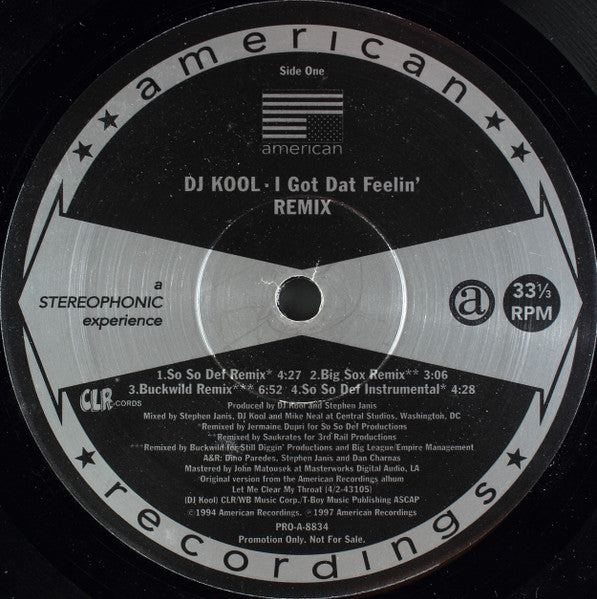 american
Side One
american
DJ KOOL · I Got Dat Feelin'
REMIX
a
STEREOPHONIC
experience
a
33⅓
RPM
1.So So Def Remix* 4:27 2.Big Sox Remix** 3:06
3.Buckwild Remix*** 6:52 4.So So Def Instrumental* 4:28
CLR RECORDS
Produced by DJ Kool and Stephen Janis
Mixed by Stephen Janis, DJ Kool and Mike Neal at Central Studios, Washington, DC
*Remixed by Jermaine Dupri for So So Def Productions
**Remixed by Saukrates for 3rd Rail Productions
***Remixed by Buckwild for Still Diggin' Productions and Big League/Empire Management
A&R: Dino Paredes, Stephen Janis and Dan Charnas
Mastered by John Matousek at Masterworks Digital Audio, LA
Original version from the American Recordings album
Let Me Clear My Throat (4/2-43105)
(DJ Kool) CLR/WB Music Corp./T-Boy Music Publishing ASCAP
©1994 American Recordings. ℗1997 American Recordings
PRO-A-8834
Promotion Only. Not For Sale.
recordings